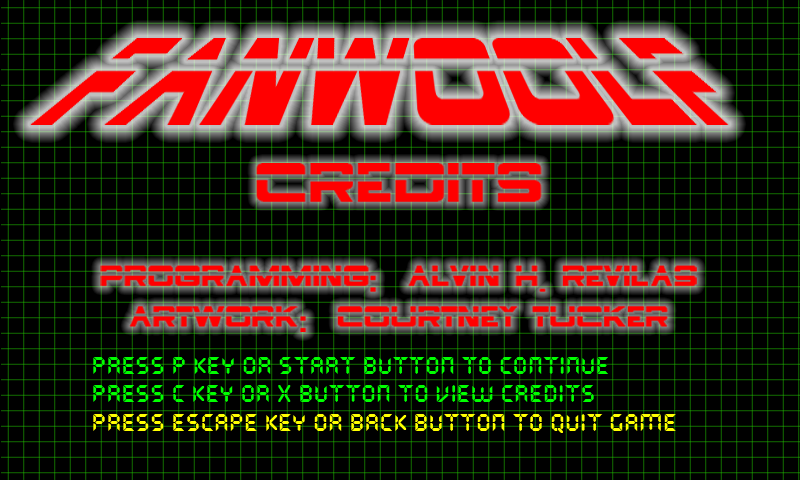 FANWOOLF
CREDITS
PROGRAMMING: ALVIN H. REVILAS
ARTWORK: COURTNEY TUCKER
PRESS P KEY OR START BUTTON TO CONTINUE
PRESS C KEY OR X BUTTON TO VIEW CREDITS
PRESS ESCAPE KEY OR BACK BUTTON TO QUIT GAME